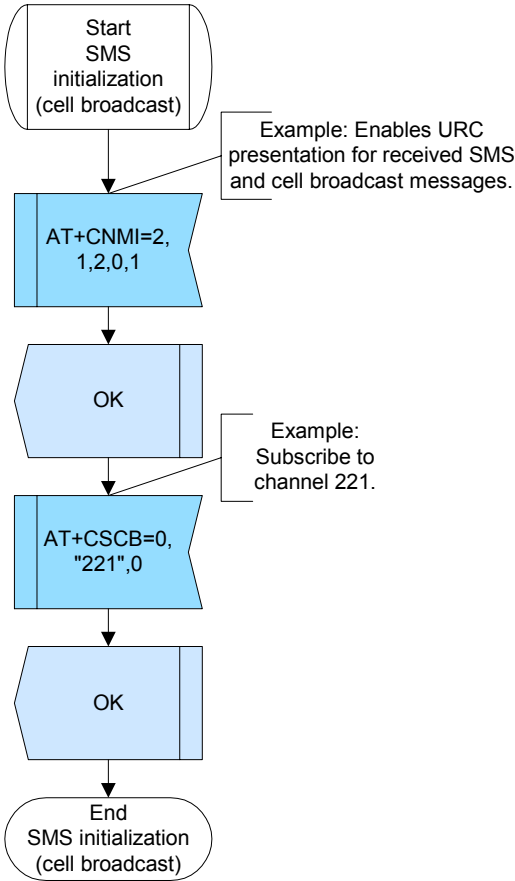 Start
SMS
initialization
(cell broadcast)
Example: Enables URC
presentation for received SMS
and cell broadcast messages.
AT+CNMI=2,
1,2,0,1
OK
Example:
Subscribe to
channel 221.
AT+CSCB=0,
"221",0
OK
End
SMS initialization
(cell broadcast)